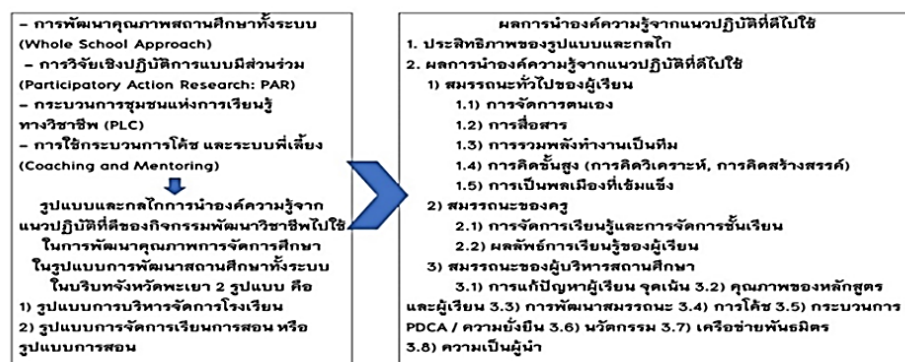 – การพัฒนาคุณภาพสถานศึกษาทั้งระบบ
(Whole School Approach)
– การวิจัยเชิงปฏิบัติการแบบมีส่วนร่วม
(Participatory Action Research: PAR)
– กระบวนการชุมชนแห่งการเรียนรู้
ทางวิชาชีพ (PLC)
– การใช้กระบวนการโค้ช และระบบพี่เลี้ยง
(Coaching and Mentoring)
รูปแบบและกลไกการนำองค์ความรู้จาก
แนวปฏิบัติที่ดีของกิจกรรมพัฒนาวิชาชีพไปใช้
ในการพัฒนาคุณภาพการจัดการศึกษา
ในรูปแบบการพัฒนาสถานศึกษาทั้งระบบ
ในบริบทจังหวัดพะเยา 2 รูปแบบ คือ
1) รูปแบบการบริหารจัดการโรงเรียน
2) รูปแบบการจัดการเรียนการสอน หรือ
รูปแบบการสอน
ผลการนำองค์ความรู้จากแนวปฏิบัติที่ดีไปใช้
1. ประสิทธิภาพของรูปแบบและกลไก
2. ผลการนำองค์ความรู้จากแนวปฏิบัติที่ดีไปใช้
1) สมรรถนะทั่วไปของผู้เรียน
1.1) การจัดการตนเอง
1.2) การสื่อสาร
1.3) การรวมพลังทำงานเป็นทีม
1.4) การคิดขั้นสูง (การคิดวิเคราะห์, การคิดสร้างสรรค์)
1.5) การเป็นพลเมืองที่เข้มแข็ง
2) สมรรถนะของครู
2.1) การจัดการเรียนรู้และการจัดการชั้นเรียน
2.2) ผลลัพธ์การเรียนรู้ของผู้เรียน
3) สมรรถนะของผู้บริหารสถานศึกษา
3.1) การแก้ปัญหาผู้เรียน จุดเน้น 3.2) คุณภาพของหลักสูตร
และผู้เรียน 3.3) การพัฒนาสมรรถนะ 3.4) การโค้ช 3.5) กระบวนการ
PDCA / ความยั่งยืน 3.6) นวัตกรรม 3.7) เครือข่ายพันธมิตร
3.8) ความเป็นผู้นำ